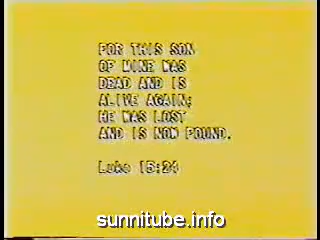 FOR THIS SON
OF MINE WAS
DEAD AND IS
ALIVE AGAIN;
HE WAS LOST
AND IS NOW FOUND.
Luke 15:24
sunnitube.info